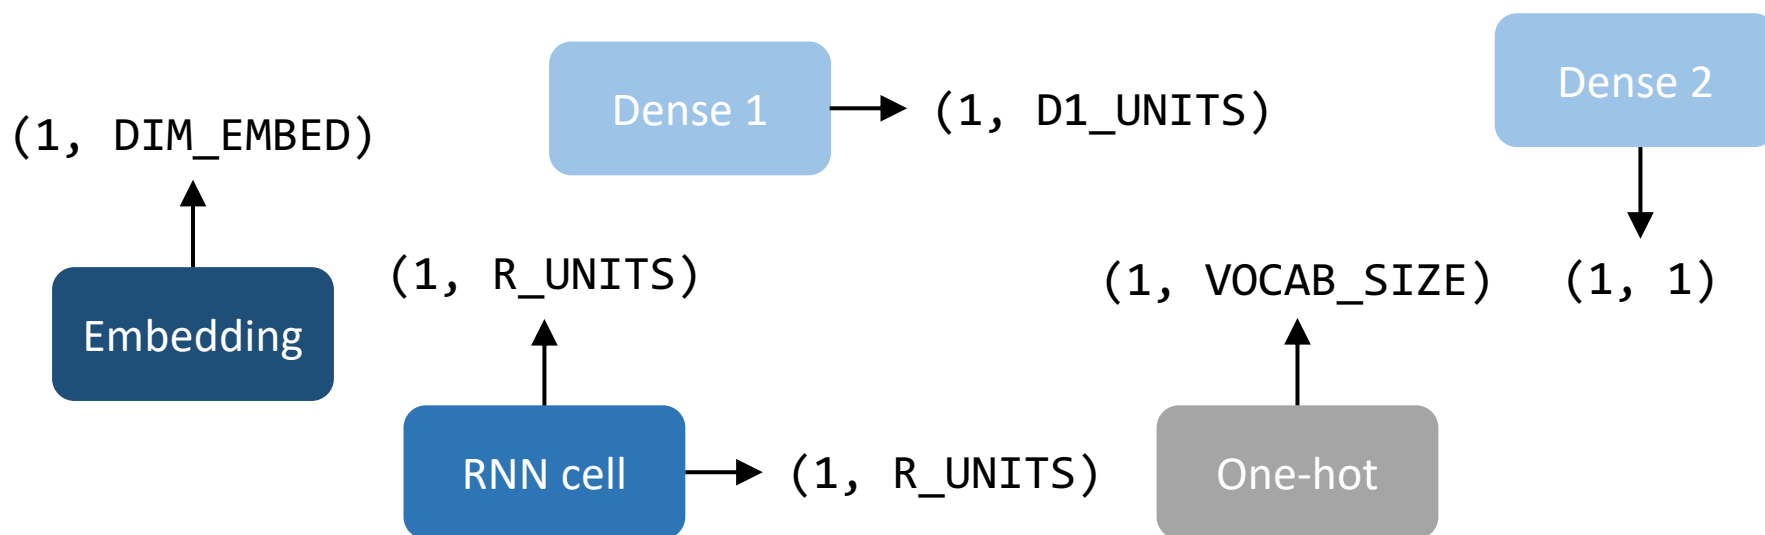 Dense 2
Dense 1
(1, D1_UNITS)
(1, DIM_EMBED)
(1, R_UNITS)
(1, VOCAB_SIZE)
(1, 1)
Embedding
RNN cell
(1, R_UNITS)
One-hot